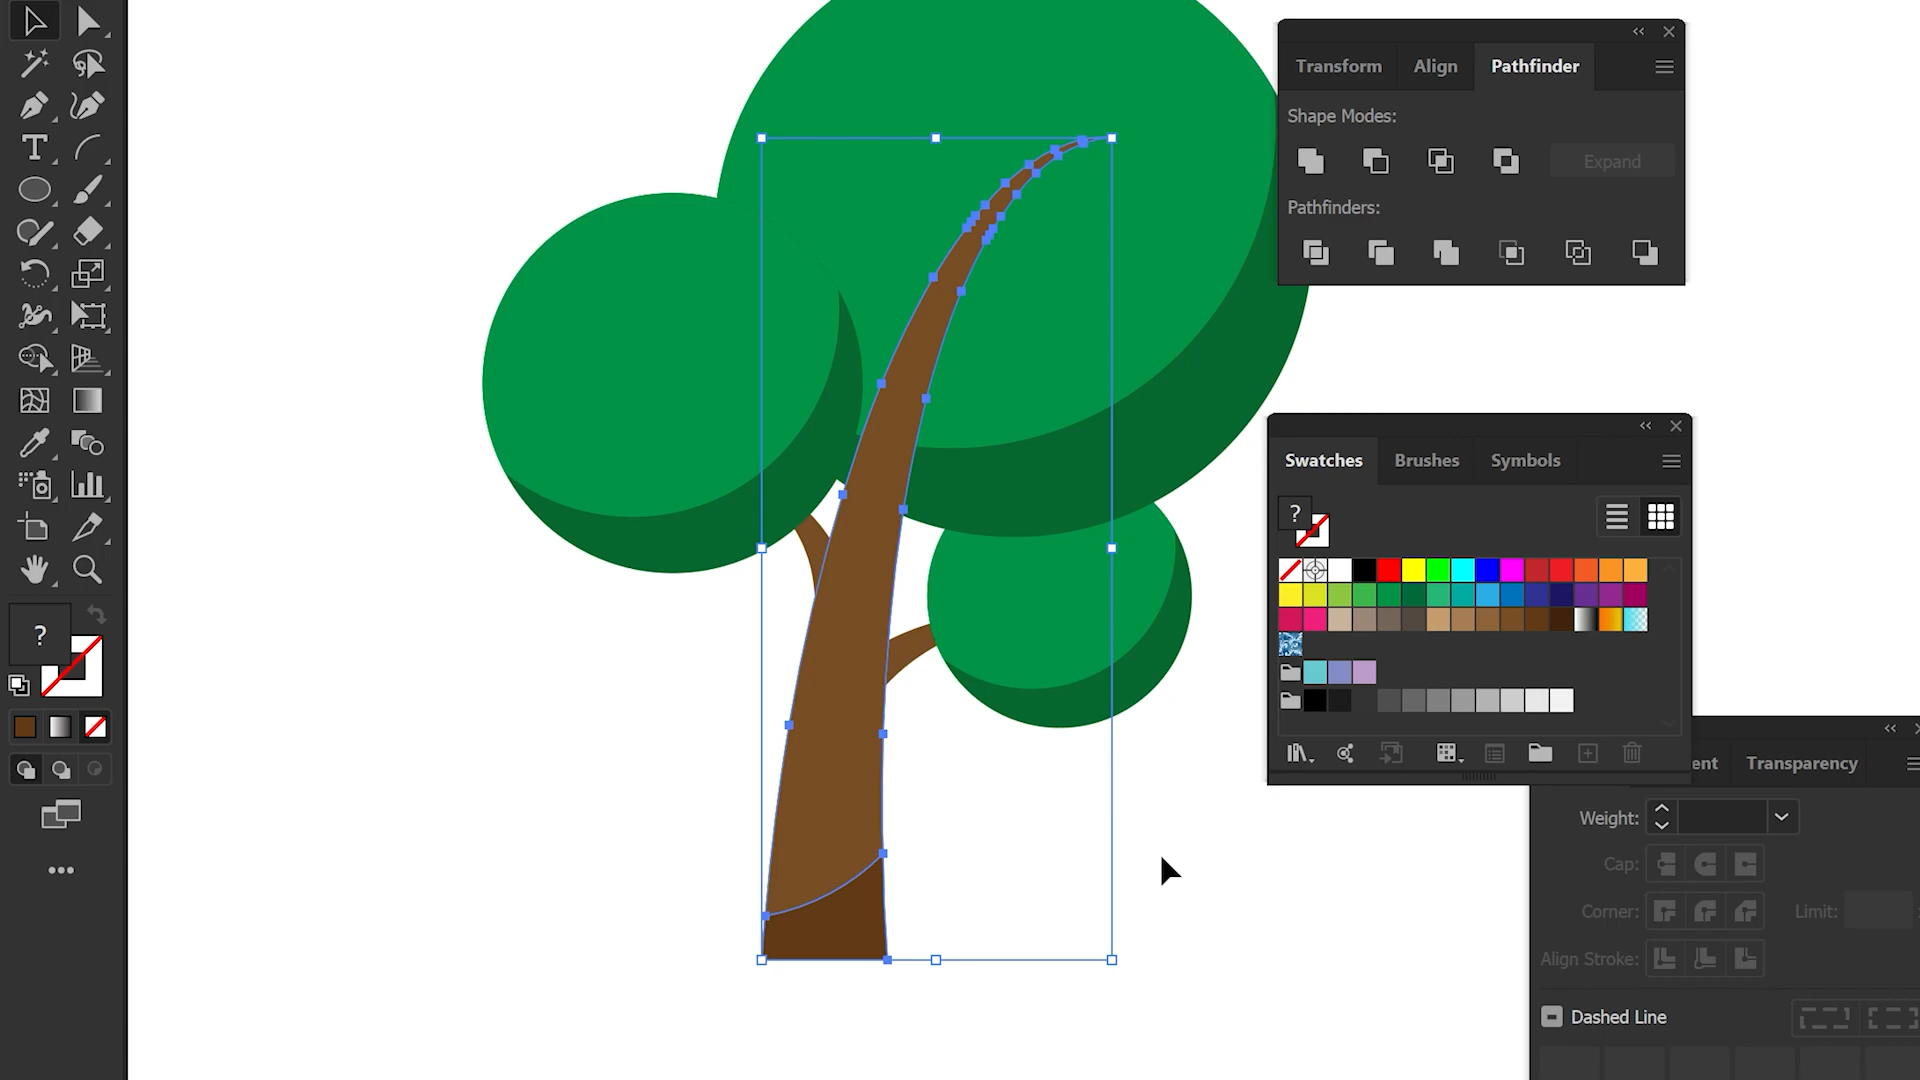 Transform Align Pathfinder
Shape Modes:
Expand
Pathfinders:
Swatches Brushes Symbols
?
?
ent Transparency
Weight:
Cap:
Corner: Limit:
Align Stroke:
Dashed Line